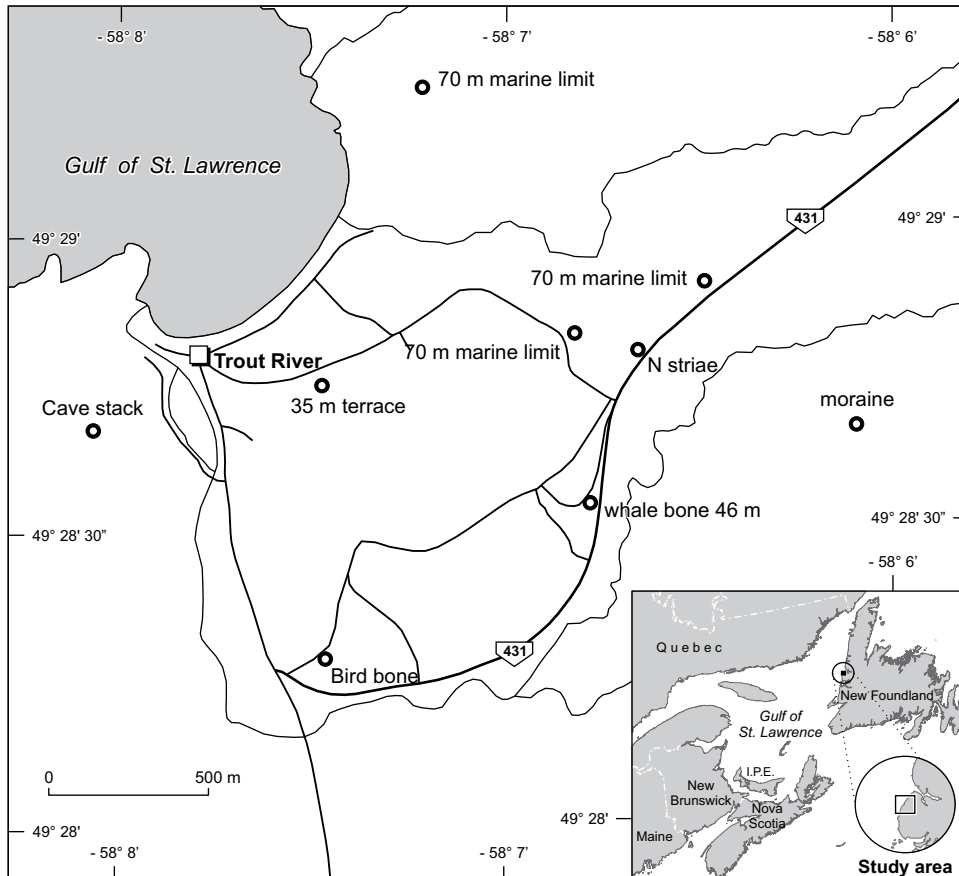 - 58° 8'
- 58° 7'
- 58° 6'
70 m marine limit
Gulf of St. Lawrence
431
49° 29'
49° 29'
70 m marine limit
70 m marine limit
N striae
Trout River
35 m terrace
Cave stack
moraine
whale bone 46 m
49° 28' 30"
49° 28' 30"
- 58° 6'
431
Bird bone
0 500 m
49° 28'
49° 28'
- 58° 8'
- 58° 7'
Quebec
New Foundland
Gulf of
St. Lawrence
I.P.E.
New
Brunswick
Nova
Scotia
Maine
Study area